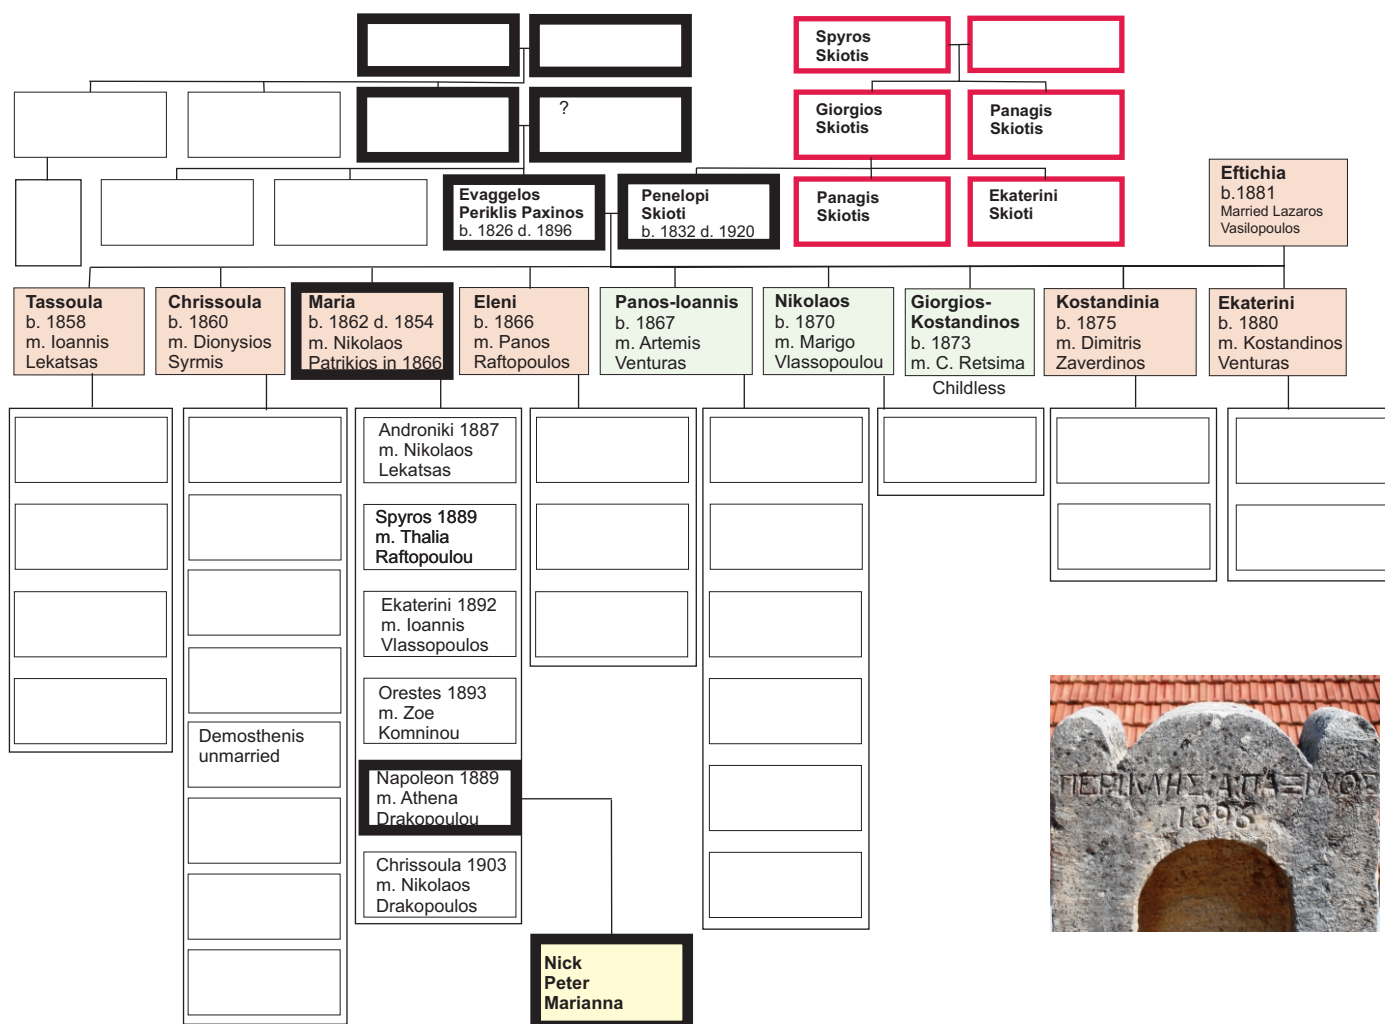 Spyros
Skiotis
?
Giorgios
Skiotis
Panagis
Skiotis
Evaggelos
Periklis Paxinos
b. 1826 d. 1896
Penelopi
Skioti
b. 1832 d. 1920
Panagis
Skiotis
Ekaterini
Skioti
Eftichia
b.1881
Married Lazaros
Vasilopoulos
Tassoula
b. 1858
m. Ioannis
Lekatsas
Chrissoula
b. 1860
m. Dionysios
Syrmis
Maria
b. 1862 d. 1854
m. Nikolaos
Patrikios in 1866
Eleni
b. 1866
m. Panos
Raftopoulos
Panos-Ioannis
b. 1867
m. Artemis
Venturas
Nikolaos
b. 1870
m. Marigo
Vlassopoulou
Giorgios-
Kostandinos
b. 1873
m. C. Retsima
Childless
Kostandinia
b. 1875
m. Dimitris
Zaverdinos
Ekaterini
b. 1880
m. Kostandinos
Venturas
Androniki 1887
m. Nikolaos
Lekatsas
Spyros 1889
m. Thalia
Raftopoulou
Ekaterini 1892
m. Ioannis
Vlassopoulos
Orestes 1893
m. Zoe
Komninou
Demosthenis
unmarried
Napoleon 1889
m. Athena
Drakopoulou
Chrissoula 1903
m. Nikolaos
Drakopoulos
Nick
Peter
Marianna
ΠΕΡΙΚΛΗΣ.Α.ΠΑΞΙΝΟΣ
1896